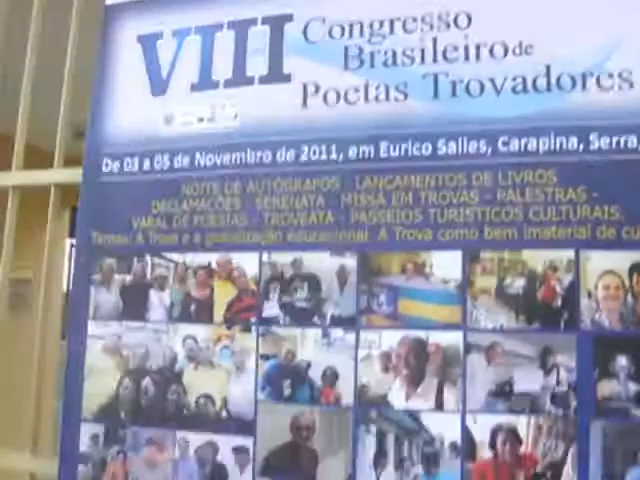 VIII Congresso
Brasileiro de
Poetas Trovadores
De 03 a 05 de Novembro de 2011, em Eurico Salles, Carapina, Serra,
NOITE DE AUTÓGRAFOS - LANÇAMENTOS DE LIVROS
DECLAMAÇÕES - SERENATA - MISSA EM TROVAS - PALESTRAS -
VARAL DE POESIAS - TROVEATA - PASSEIOS TURÍSTICOS CULTURAIS.
Temas: A Trova e a globalização educacional. A Trova como bem imaterial de cu